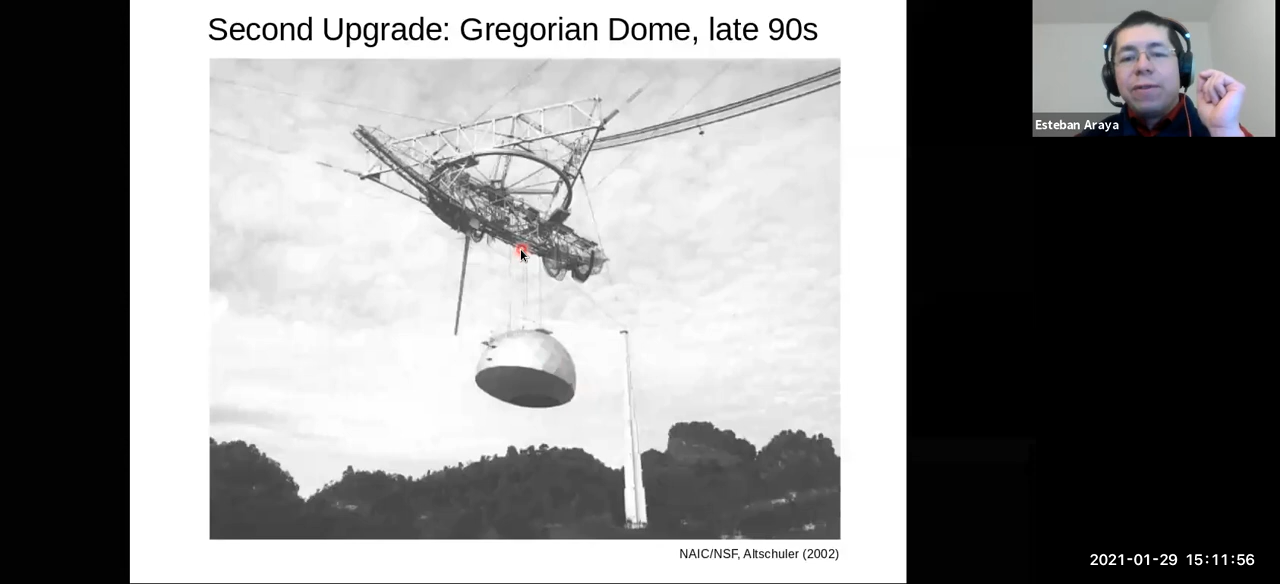 Second Upgrade: Gregorian Dome, late 90s
Esteban Araya
NAIC/NSF, Altschuler (2002)
2021-01-29 15:11:56